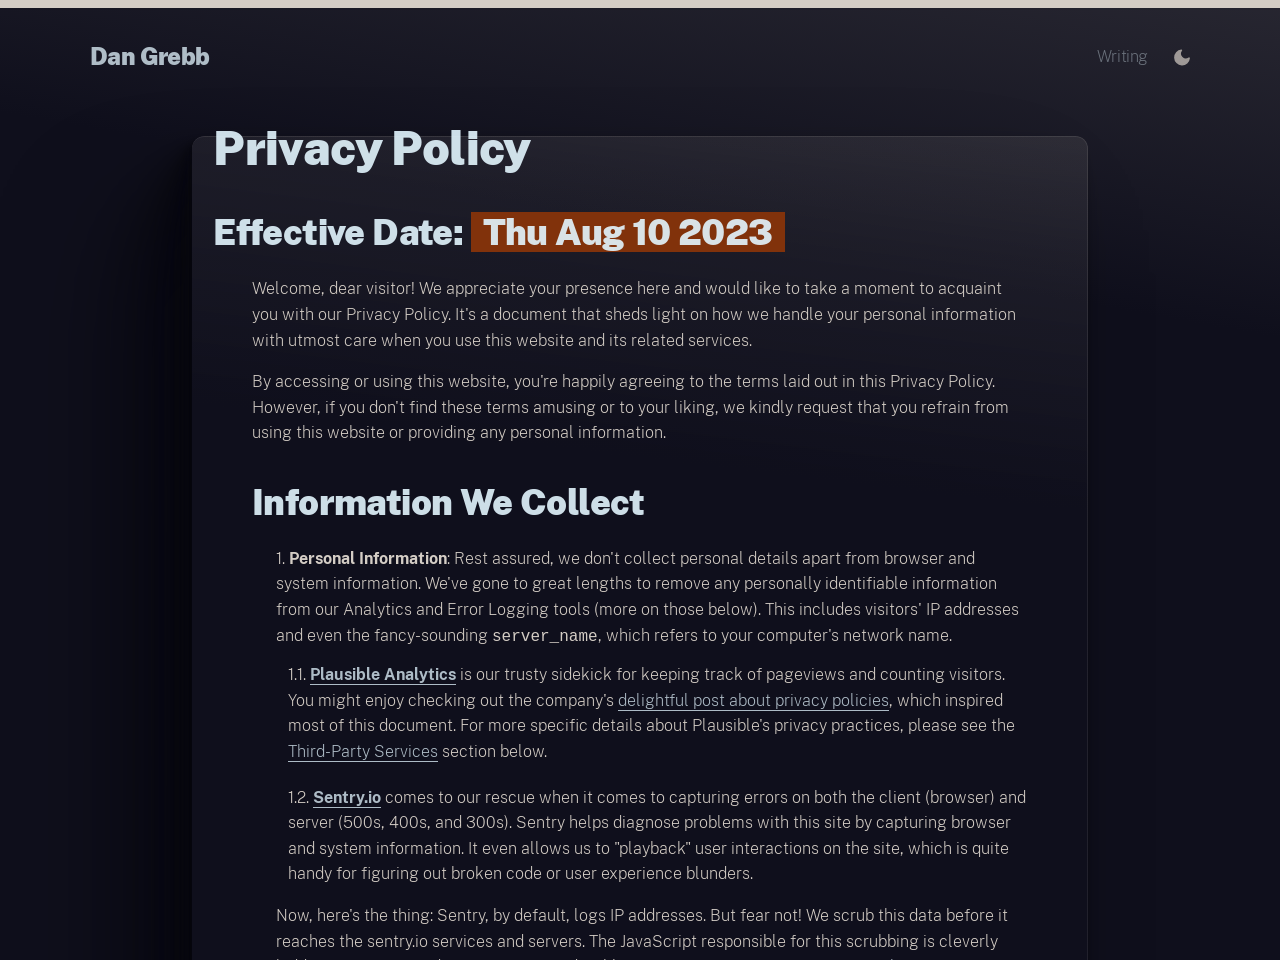 Dan Grebb
Writing
Privacy Policy
Effective Date: Thu Aug 10 2023
Welcome, dear visitor! We appreciate your presence here and would like to take a moment to acquaint
you with our Privacy Policy. It's a document that sheds light on how we handle your personal information
with utmost care when you use this website and its related services.
By accessing or using this website, you're happily agreeing to the terms laid out in this Privacy Policy.
However, if you don't find these terms amusing or to your liking, we kindly request that you refrain from
using this website or providing any personal information.
Information We Collect
1. Personal Information: Rest assured, we don't collect personal details apart from browser and
system information. We've gone to great lengths to remove any personally identifiable information
from our Analytics and Error Logging tools (more on those below). This includes visitors' IP addresses
and even the fancy-sounding server_name, which refers to your computer's network name.
1.1. Plausible Analytics is our trusty sidekick for keeping track of pageviews and counting visitors.
You might enjoy checking out the company's delightful post about privacy policies, which inspired
most of this document. For more specific details about Plausible's privacy practices, please see the
Third-Party Services section below.
1.2. Sentry.io comes to our rescue when it comes to capturing errors on both the client (browser) and
server (500s, 400s, and 300s). Sentry helps diagnose problems with this site by capturing browser
and system information. It even allows us to "playback" user interactions on the site, which is quite
handy for figuring out broken code or user experience blunders.
Now, here's the thing: Sentry, by default, logs IP addresses. But fear not! We scrub this data before it
reaches the sentry.io services and servers. The JavaScript responsible for this scrubbing is cleverly